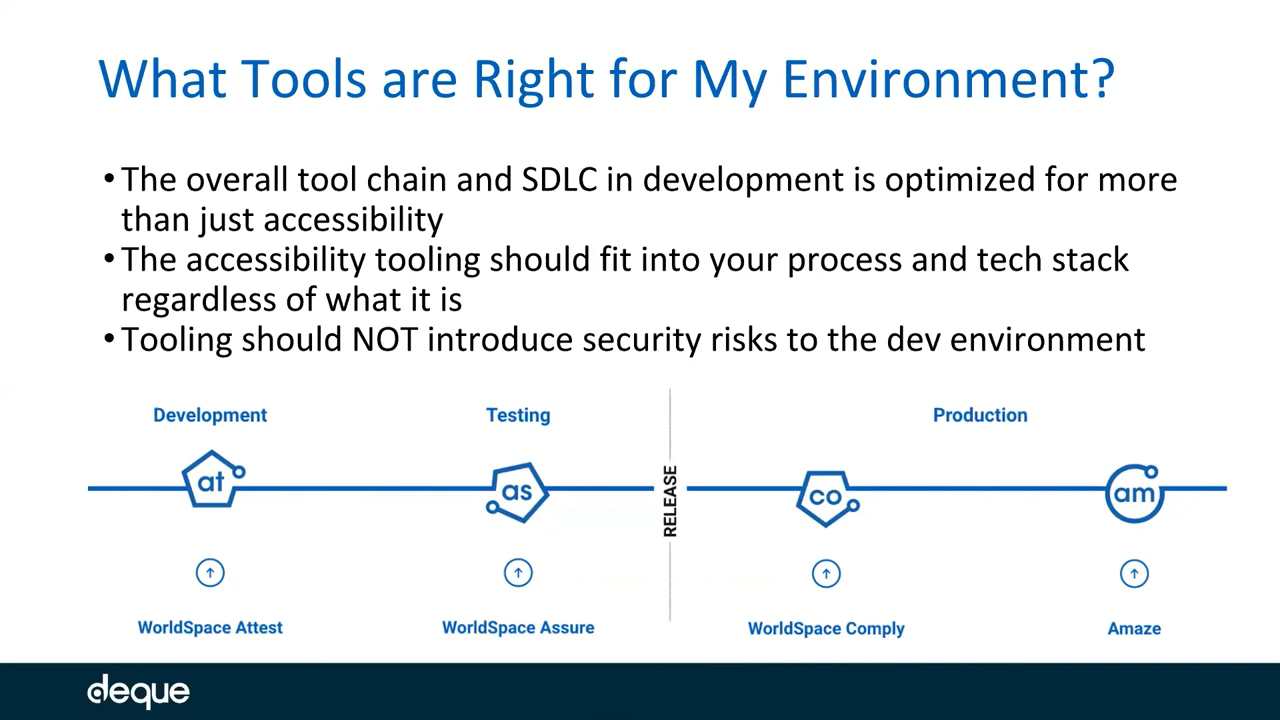 What Tools are Right for My Environment?
• The overall tool chain and SDLC in development is optimized for more
than just accessibility
• The accessibility tooling should fit into your process and tech stack
regardless of what it is
• Tooling should NOT introduce security risks to the dev environment
Development
Testing
Production
at
as
RELEASE
co
am
WorldSpace Attest
WorldSpace Assure
WorldSpace Comply
Amaze
deque